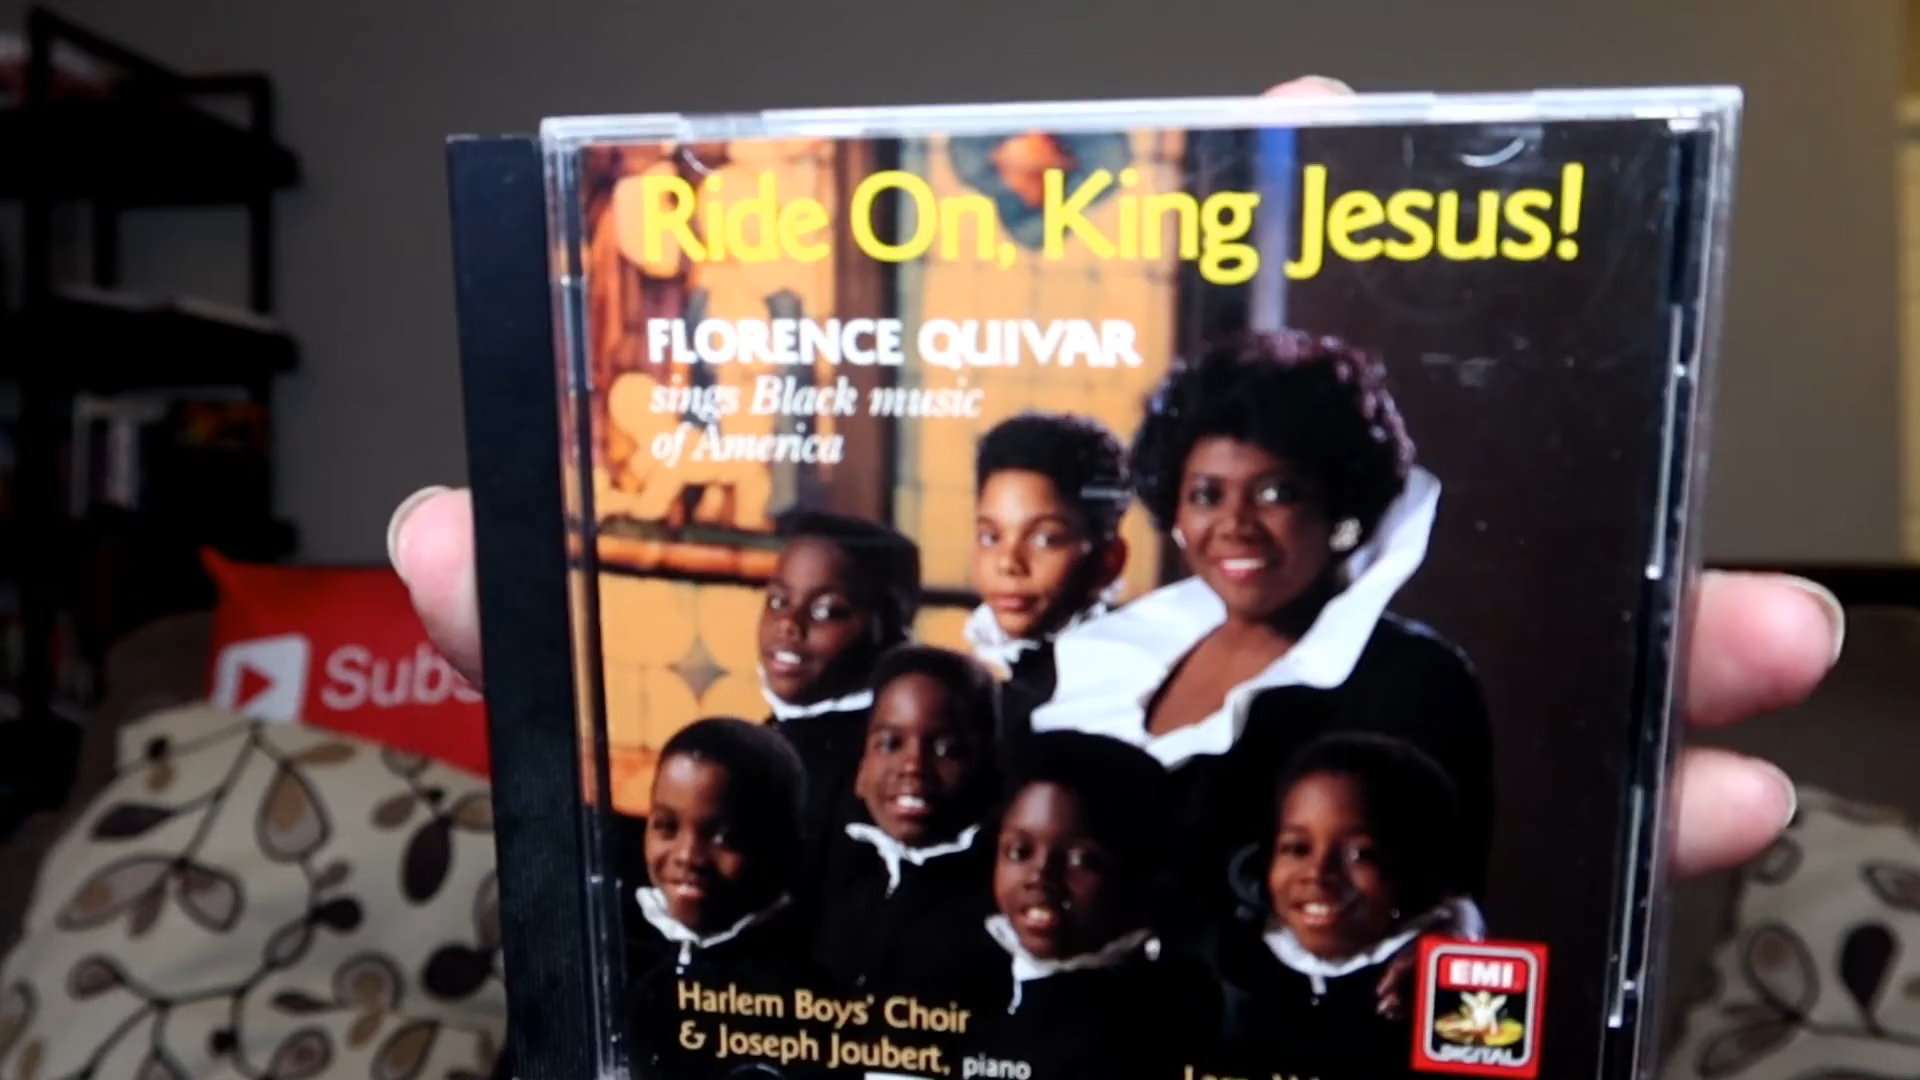 Ride On, King Jesus!
FLORENCE QUIVAR
sings Black music
of America
Subs
Harlem Boys' Choir
& Joseph Joubert, piano
EMI
DIGITAL